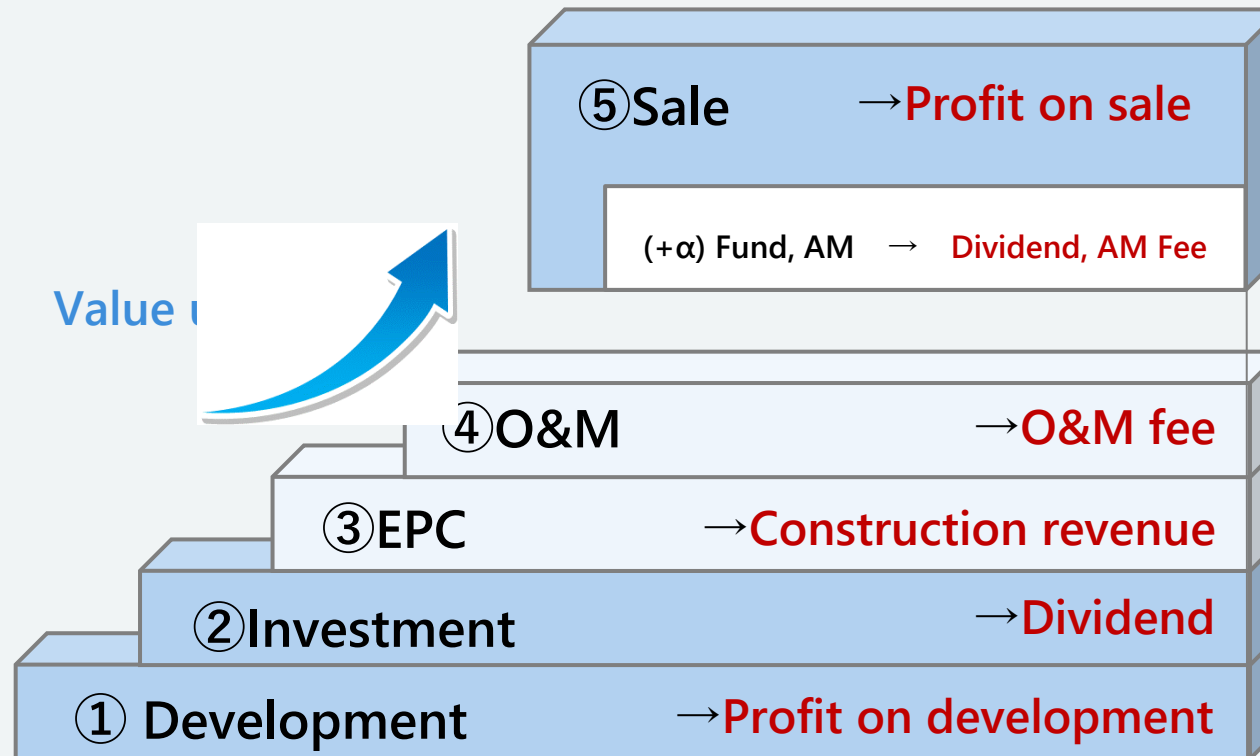 ⑤Sale →Profit on sale
(+α) Fund, AM → Dividend, AM Fee
Value
④O&M →O&M fee
③EPC →Construction revenue
②Investment →Dividend
① Development →Profit on development